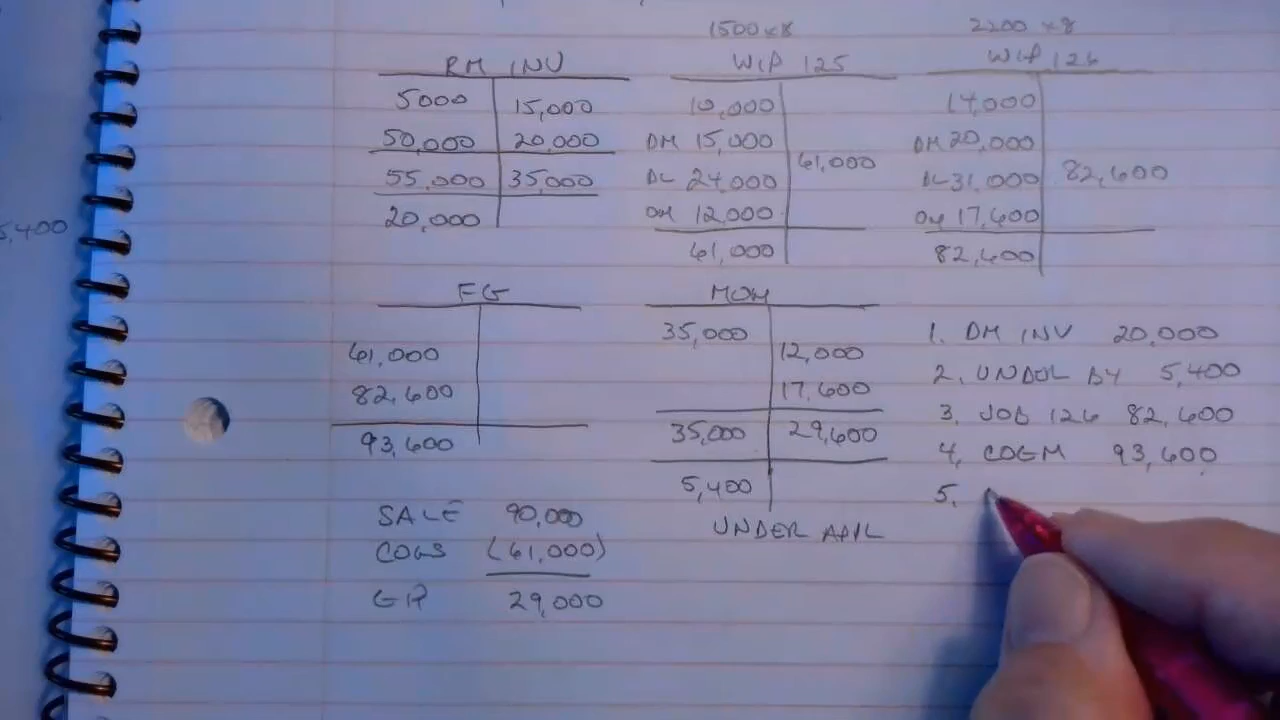 1500 x 8
2200 x 8
RM INV
5000 15,000
50,000 20,000
55,000 35,000
20,000
WIP 125
10,000
DM 15,000
61,000
DL 24,000
OH 12,000
61,000
WIP 126
14,000
DM 20,000
82,600
DL 31,000
OH 17,600
82,600
5,400
FG
61,000
82,600
93,600
MOH
35,000
12,000
17,600
35,000 29,600
5,400
UNDER APPL
SALE 90,000
COGS (61,000)
GP 29,000
1. DM INV 20,000
2. UNDER BY 5,400
3. JOB 126 82,600
4. COGM 93,600
5.